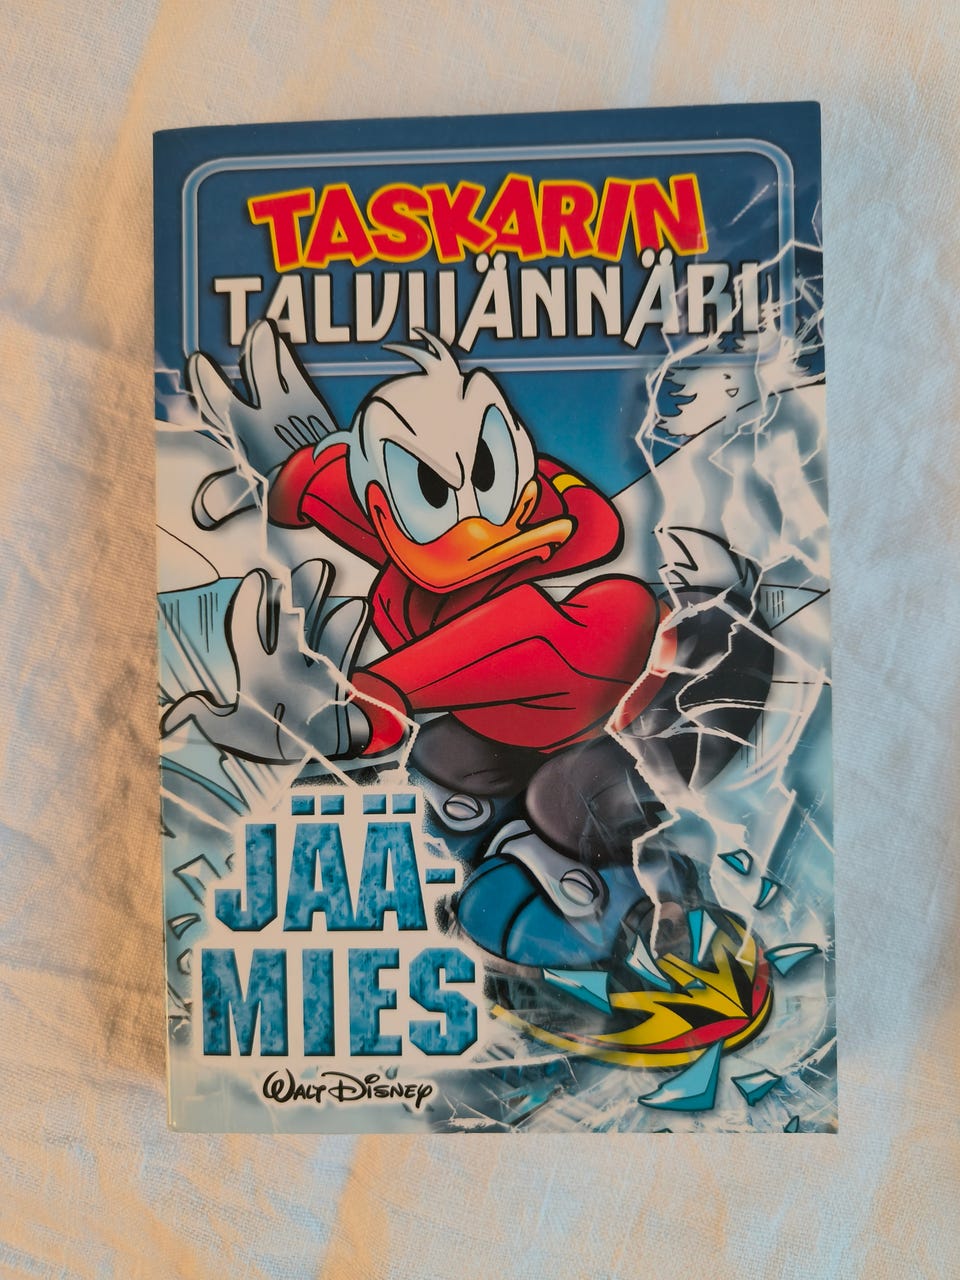 TASKARIN
TALVIJÄNNÄRI
JÄÄ-
MIES
WALT DISNEY